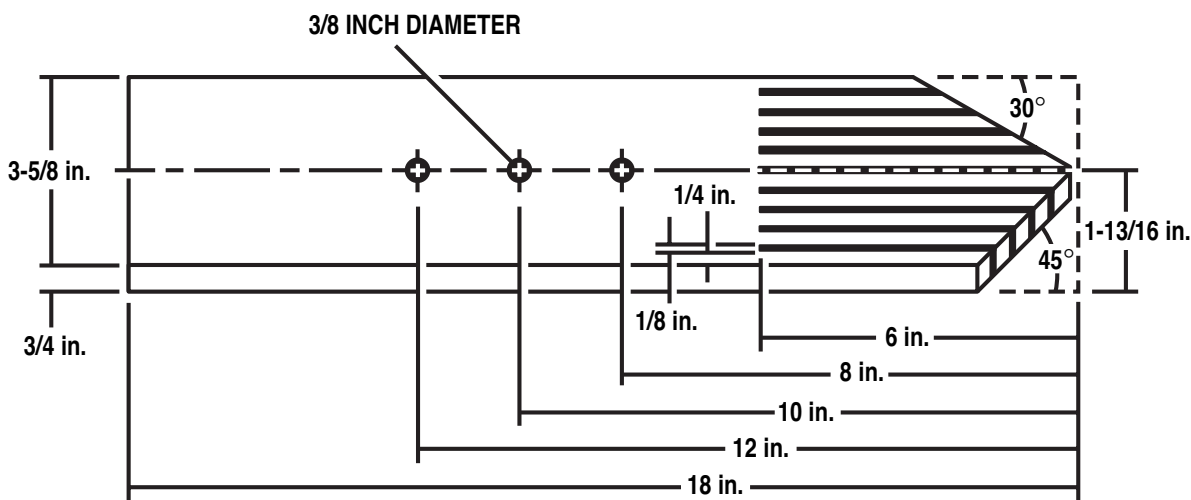 3/8 INCH DIAMETER
30°
3-5/8 in.
1/4 in.
1-13/16 in.
45°
1/8 in.
3/4 in.
6 in.
8 in.
10 in.
12 in.
18 in.